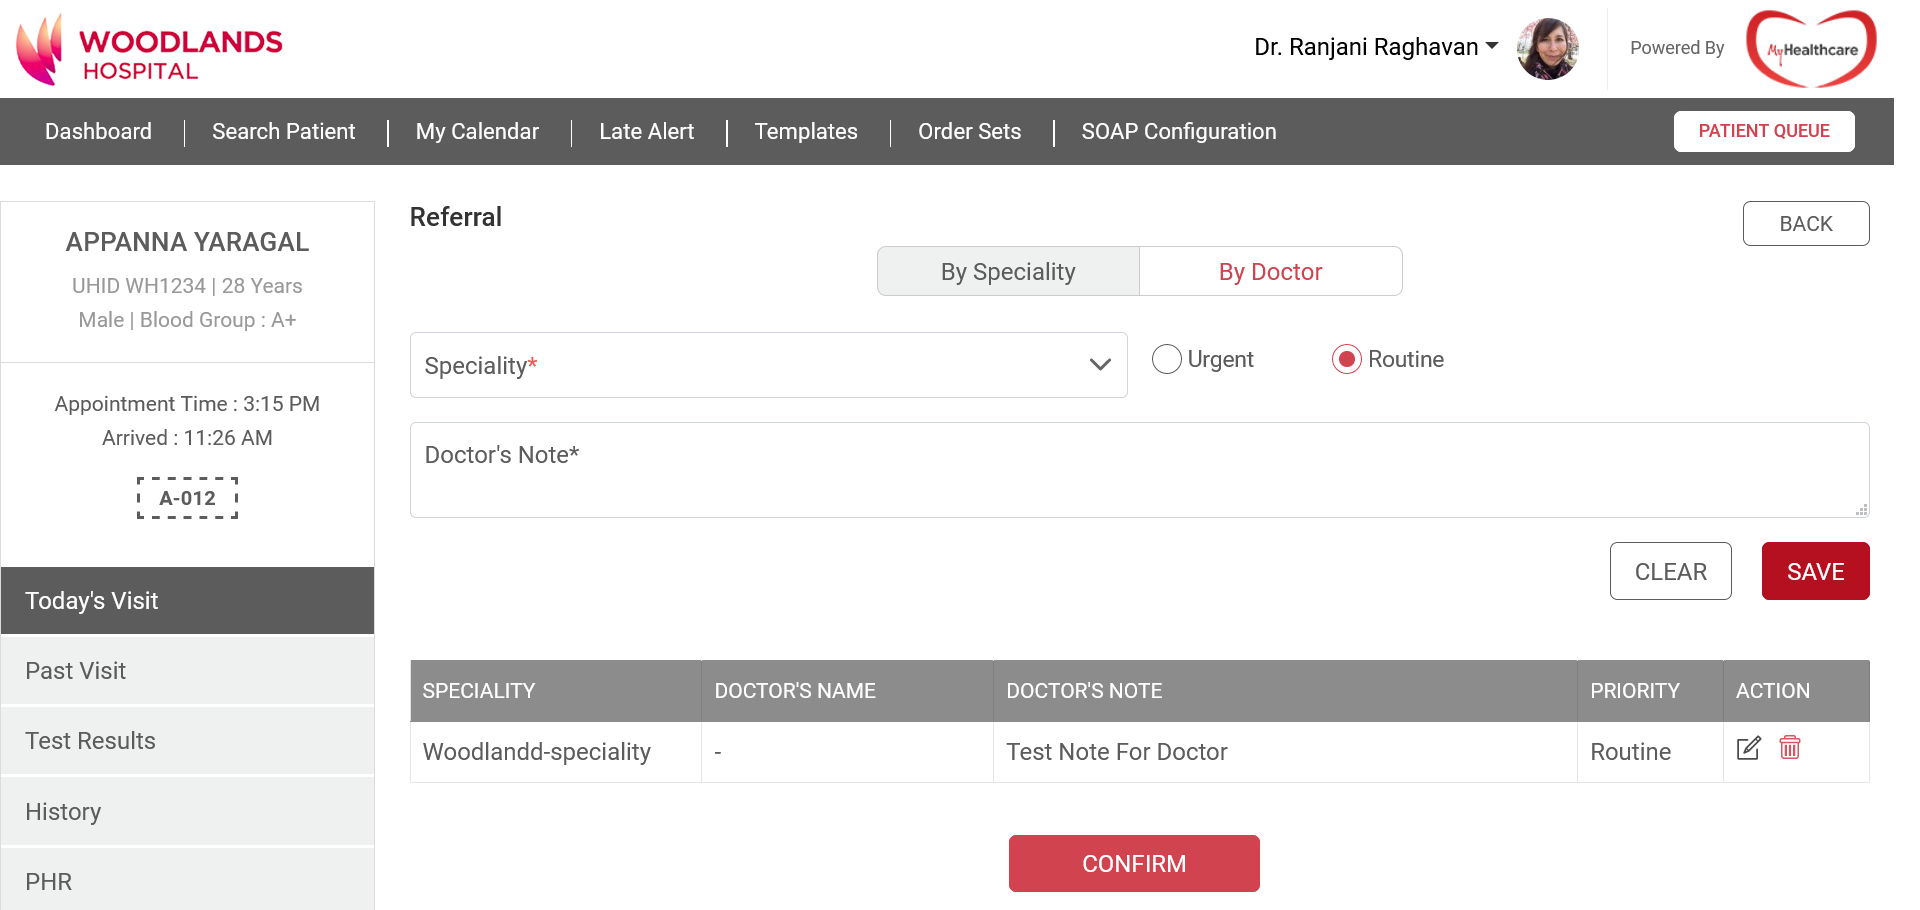 WOODLANDS
HOSPITAL
Dr. Ranjani Raghavan
Powered By
MyHealthcare
Dashboard
Search Patient
My Calendar
Late Alert
Templates
Order Sets
SOAP Configuration
PATIENT QUEUE
APPANNA YARAGAL
UHID WH1234 | 28 Years
Male | Blood Group : A+
Appointment Time : 3:15 PM
Arrived : 11:26 AM
A-012
Today's Visit
Past Visit
Test Results
History
PHR
Referral
BACK
By Speciality
By Doctor
Speciality*
Urgent
Routine
Doctor's Note*
CLEAR
SAVE
SPECIALITY DOCTOR'S NAME DOCTOR'S NOTE PRIORITY ACTION
Woodlandd-speciality - Test Note For Doctor Routine
CONFIRM